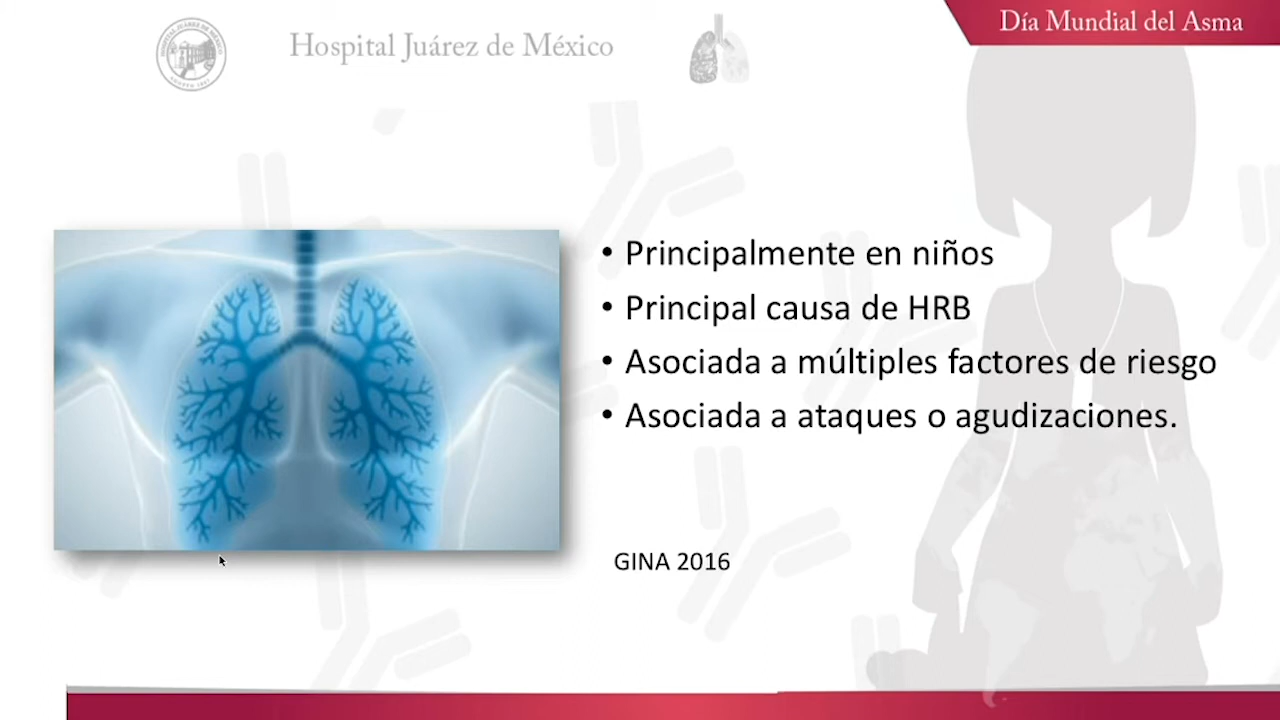 Hospital Juárez de México
Día Mundial del Asma
• Principalmente en niños
• Principal causa de HRB
• Asociada a múltiples factores de riesgo
• Asociada a ataques o agudizaciones.
GINA 2016